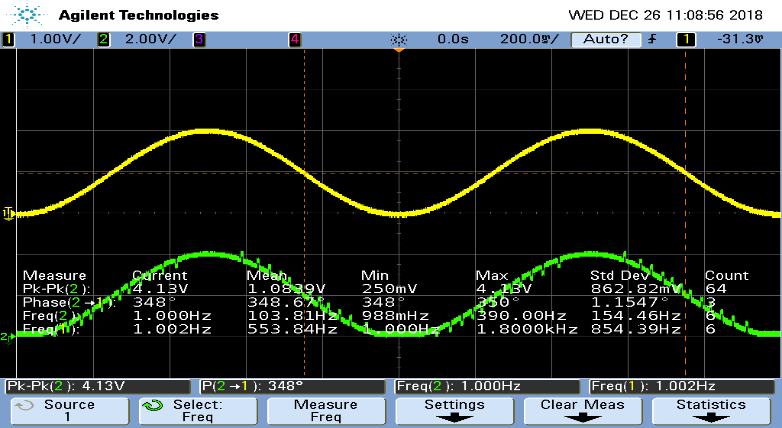 Agilent Technologies WED DEC 26 11:08:56 2018
1 1.00V/ 2 2.00V/ 3 4 0.0s 200.0m/ Auto? 1 -31.3
Measure Current Mean Min Max Std Dev Count
Pk-Pk(2): 4.13V 1.0839V 250mV 4.13V 862.82mV 64
Phase(2→1): 348° 348.67° 348° 350° 1.1547° 3
Freq(2): 1.000Hz 103.81Hz 988mHz 390.00Hz 154.46Hz 6
Freq(1): 1.002Hz 553.84Hz 1.000Hz 1.8000kHz 854.39Hz 6
2
Pk-Pk(2): 4.13V P(2→1): 348° Freq(2): 1.000Hz Freq(1): 1.002Hz
Source Select: Measure Settings Clear Meas Statistics
1 Freq Freq